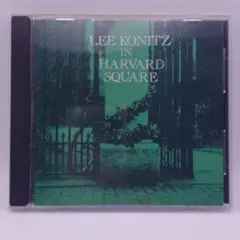 LEE KONITZ
IN
HARVARD
SQUARE